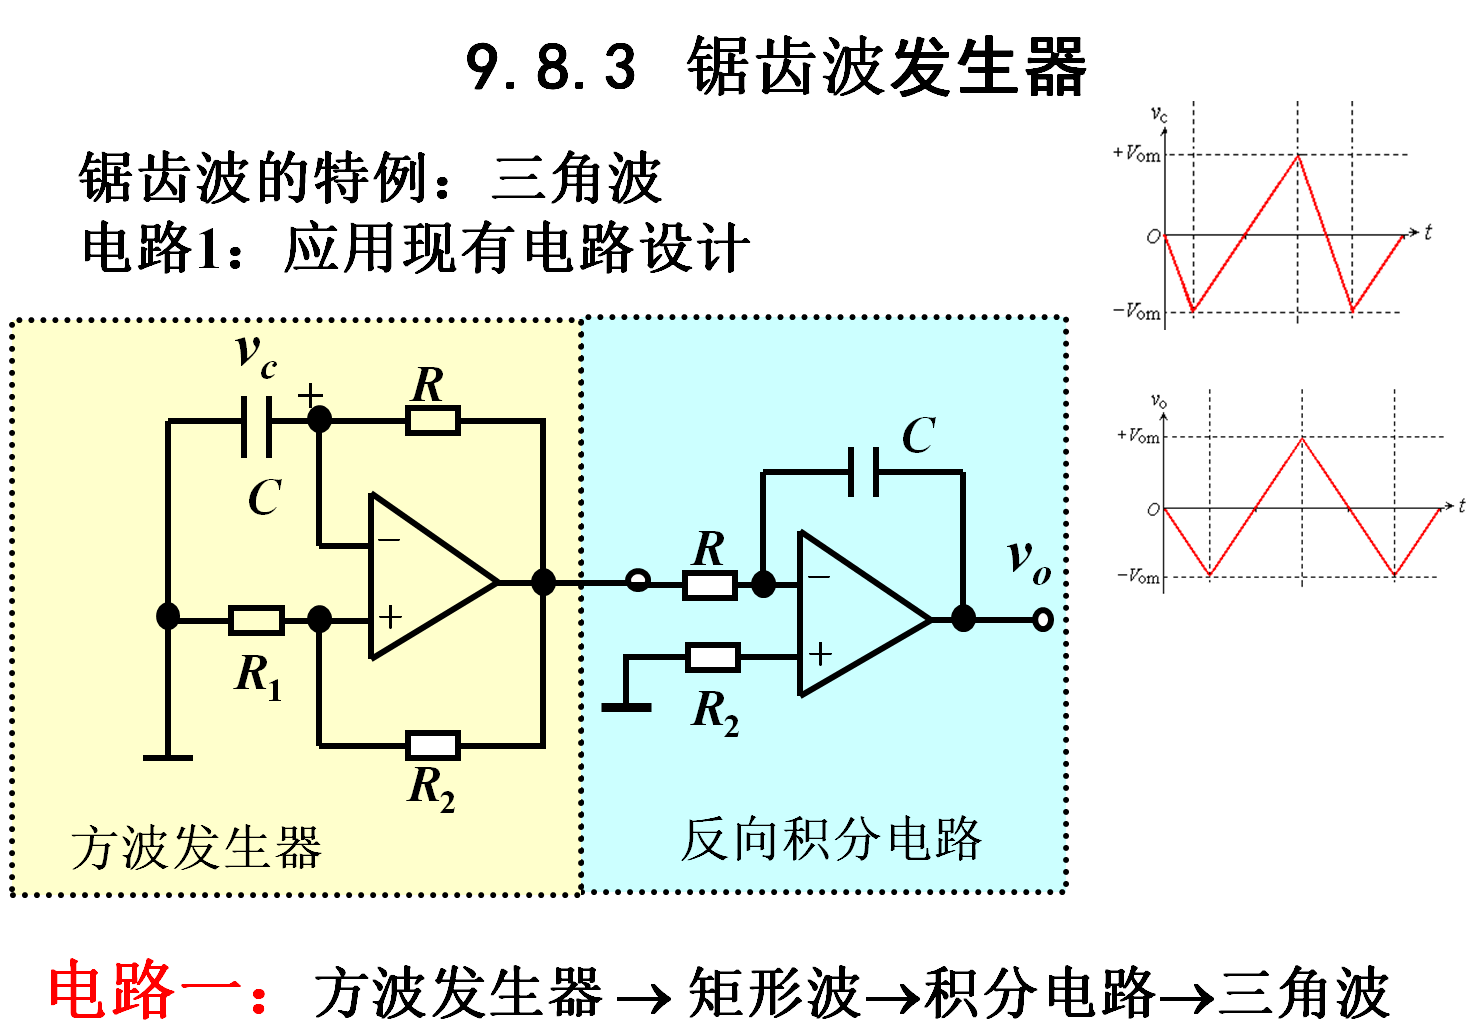 9.8.3 锯齿波发生器
锯齿波的特例：三角波
电路1：应用现有电路设计
vc
+Vom
O
t
−Vom
vo
+Vom
O
t
−Vom
vc
+
R
C
−
+
R1
R2
方波发生器
C
R
−
+
vo
R2
反向积分电路
电路一：方波发生器→矩形波→积分电路→三角波